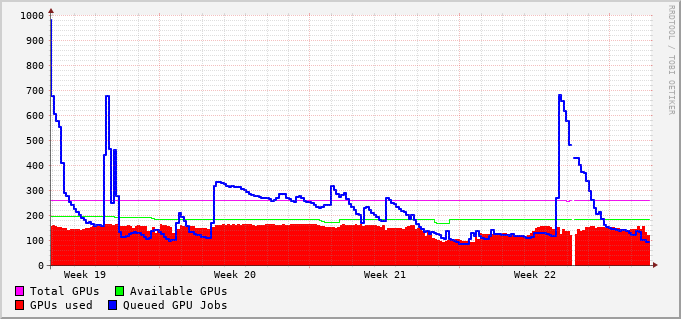 1000
900
800
700
600
500
400
300
200
100
0
Week 19 Week 20 Week 21 Week 22
Total GPUs Available GPUs
GPUs used Queued GPU Jobs
RRDTOOL / TOBI OETIKER